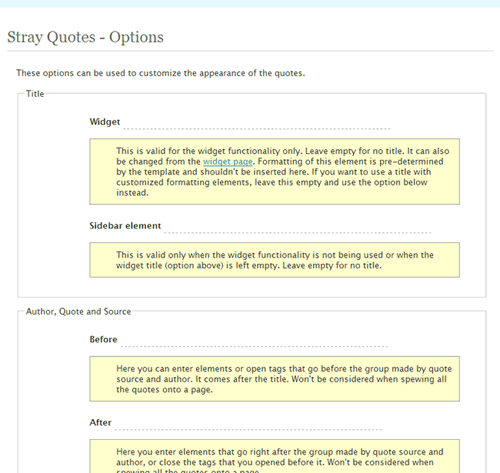 Stray Quotes - Options
These options can be used to customize the appearance of the quotes.
Title
Widget
This is valid for the widget functionality only. Leave empty for no title. It can also
be changed from the widget page. Formatting of this element is pre-determined
by the template and shouldn't be inserted here. If you want to use a title with
customized formatting elements, leave this empty and use the option below
instead.
Sidebar element
This is valid only when the widget functionality is not being used or when the
widget title (option above) is left empty. Leave empty for no title.
Author, Quote and Source
Before
Here you can enter elements or open tags that go before the group made by quote
source and author. It comes after the title. Won't be considered when spewing all
the quotes onto a page.
After
Here you enter elements that go right after the group made by quote source and
author, or close the tags that you opened before it. Won't be considered when
spewing all the quotes onto a page.